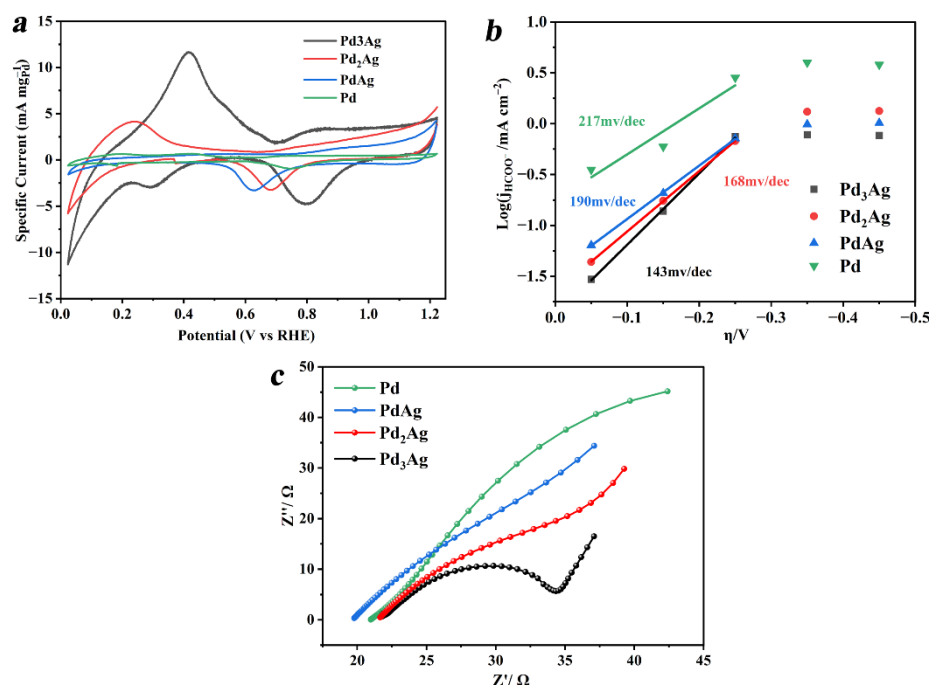 a
Specific Current (mA mg⁻¹Pd)
15
10
5
0
−5
−10
−15
Pd3Ag
Pd₂Ag
PdAg
Pd
0.0 0.2 0.4 0.6 0.8 1.0 1.2
Potential (V vs RHE)
b
Log(jHCOO⁻/mA cm⁻²)
1.0
0.5
0.0
−0.5
−1.0
−1.5
217mv/dec
190mv/dec
168mv/dec
143mv/dec
Pd₃Ag
Pd₂Ag
PdAg
Pd
0.0 −0.1 −0.2 −0.3 −0.4 −0.5
η/V
c
Z''/ Ω
50
40
30
20
10
0
Pd
PdAg
Pd₂Ag
Pd₃Ag
20 25 30 35 40 45
Z'/ Ω